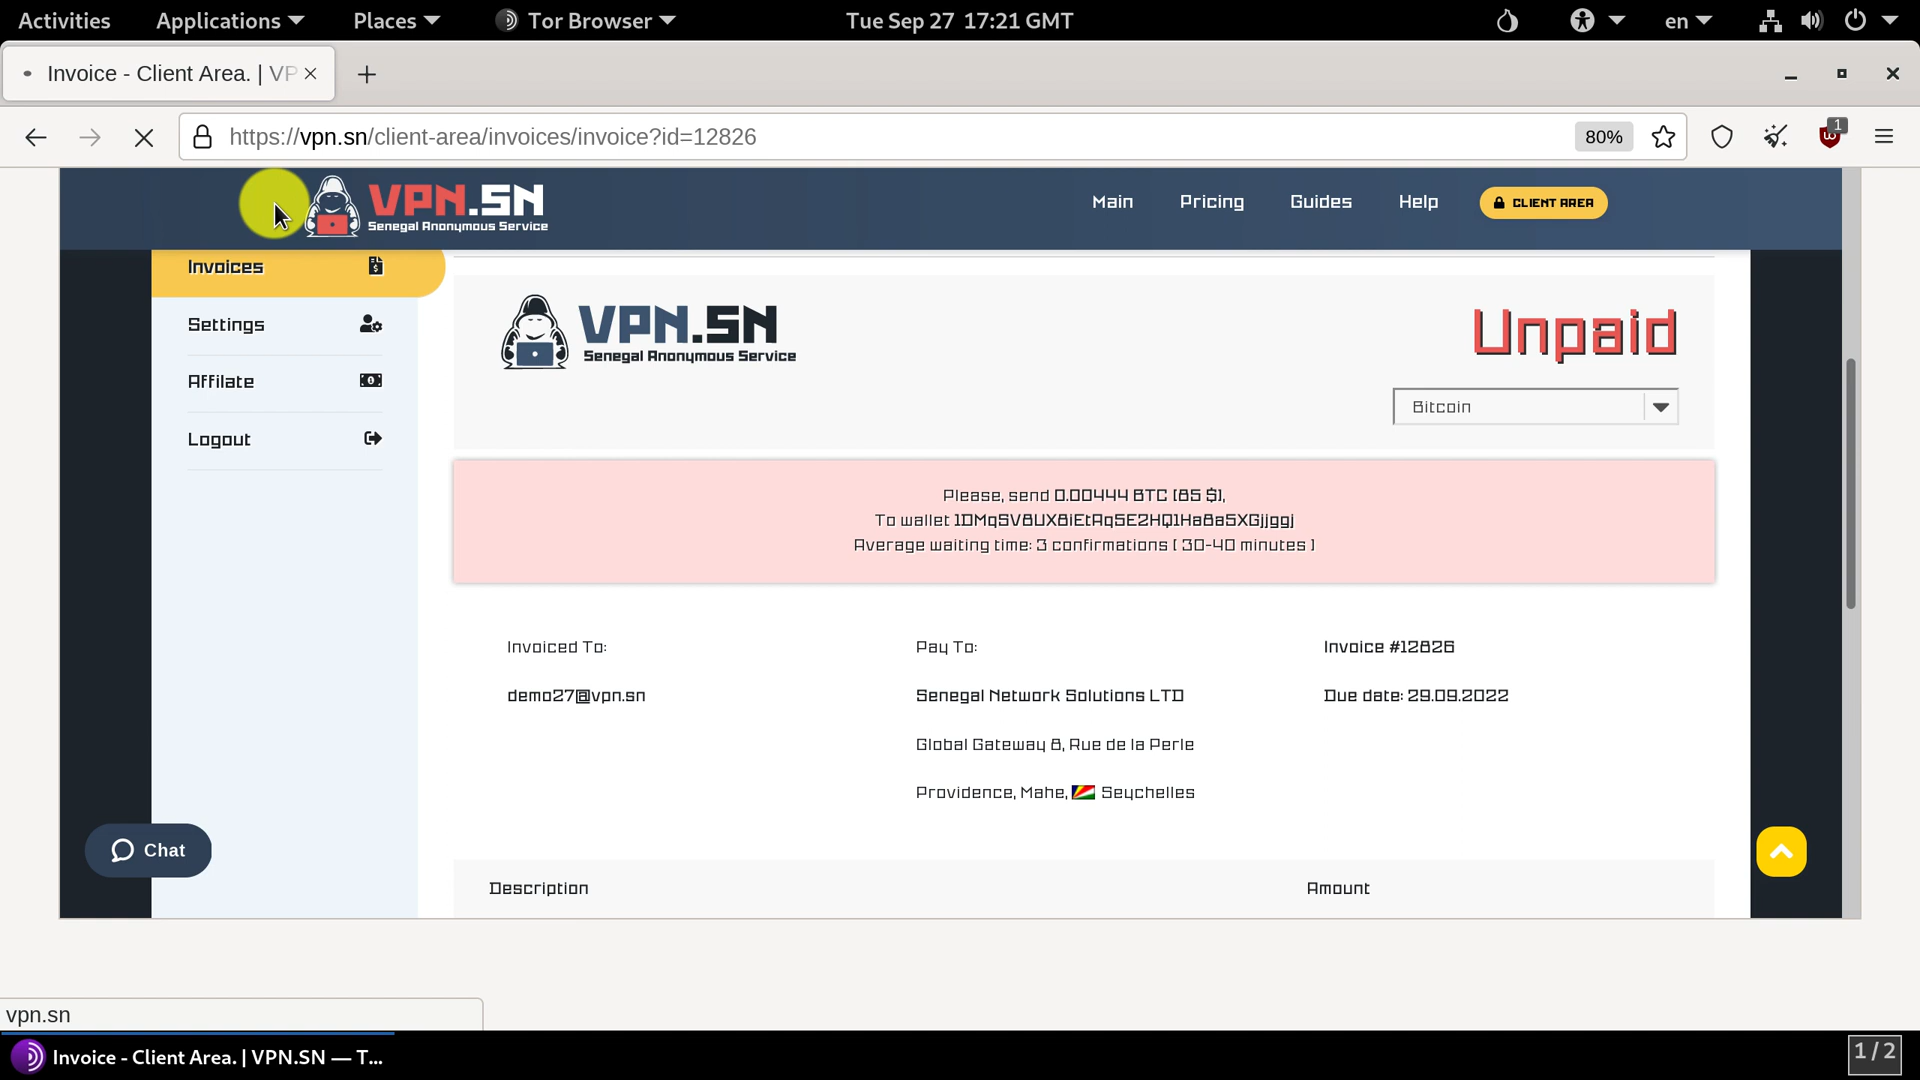 Activities Applications Places Tor Browser Tue Sep 27 17:21 GMT en
Invoice - Client Area. | VP
https://vpn.sn/client-area/invoices/invoice?id=12826 80% 1
VPN.SN
Senegal Anonymous Service
Main Pricing Guides Help CLIENT AREA
Invoices
Settings
Affilate
Logout
VPN.SN
Senegal Anonymous Service
Unpaid
Bitcoin
Please, send 0.00444 BTC (85 $),
To wallet 1DMqSV8UX8iEtAqSE2HQ1Ha8aSXGjjggj
Average waiting time: 3 confirmations ( 30-40 minutes )
Invoiced To:
demo27@vpn.sn
Pay To:
Senegal Network Solutions LTD
Global Gateway 8, Rue de la Perle
Providence, Mahe, Seychelles
Invoice #12826
Due date: 29.09.2022
Chat
Description Amount
vpn.sn
Invoice - Client Area. | VPN.SN — T...
1/2